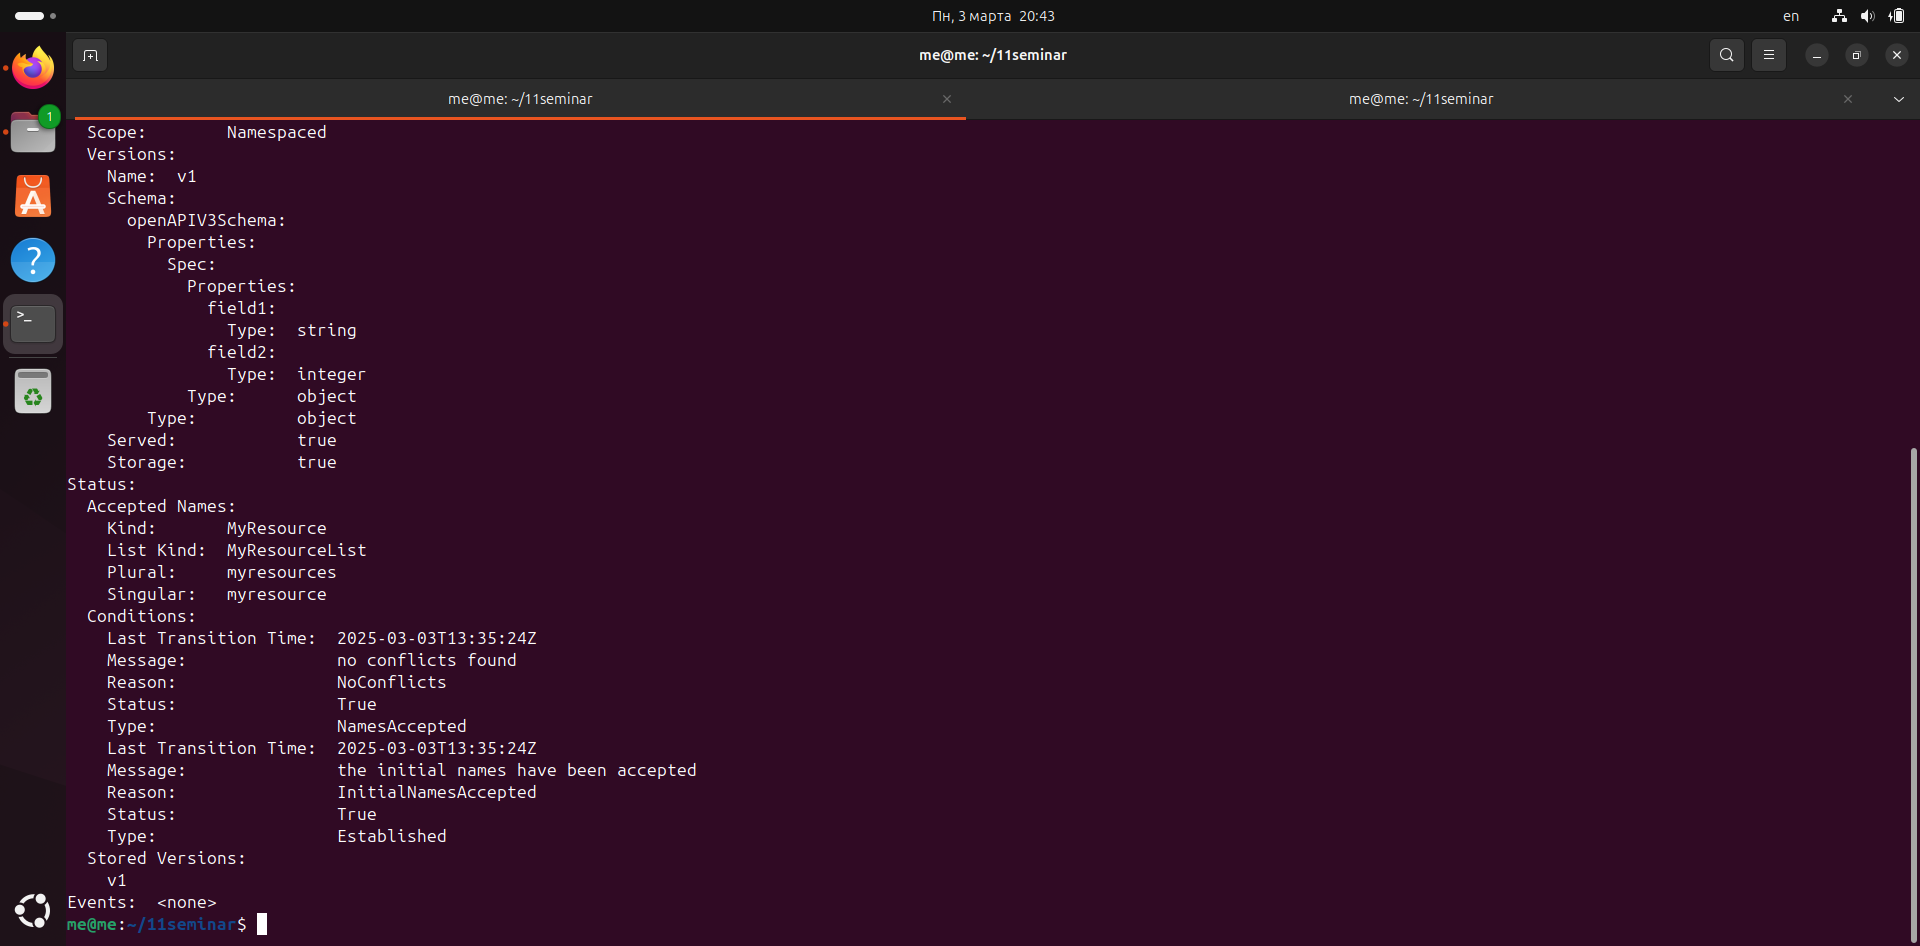 Пн, 3 марта 20:43
en
me@me: ~/11seminar
me@me: ~/11seminar
me@me: ~/11seminar
1
Scope: Namespaced
Versions:
Name: v1
Schema:
openAPIV3Schema:
Properties:
Spec:
Properties:
field1:
Type: string
field2:
Type: integer
Type: object
Type: object
Served: true
Storage: true
Status:
Accepted Names:
Kind: MyResource
List Kind: MyResourceList
Plural: myresources
Singular: myresource
Conditions:
Last Transition Time: 2025-03-03T13:35:24Z
Message: no conflicts found
Reason: NoConflicts
Status: True
Type: NamesAccepted
Last Transition Time: 2025-03-03T13:35:24Z
Message: the initial names have been accepted
Reason: InitialNamesAccepted
Status: True
Type: Established
Stored Versions:
v1
Events: <none>
me@me:~/11seminar$